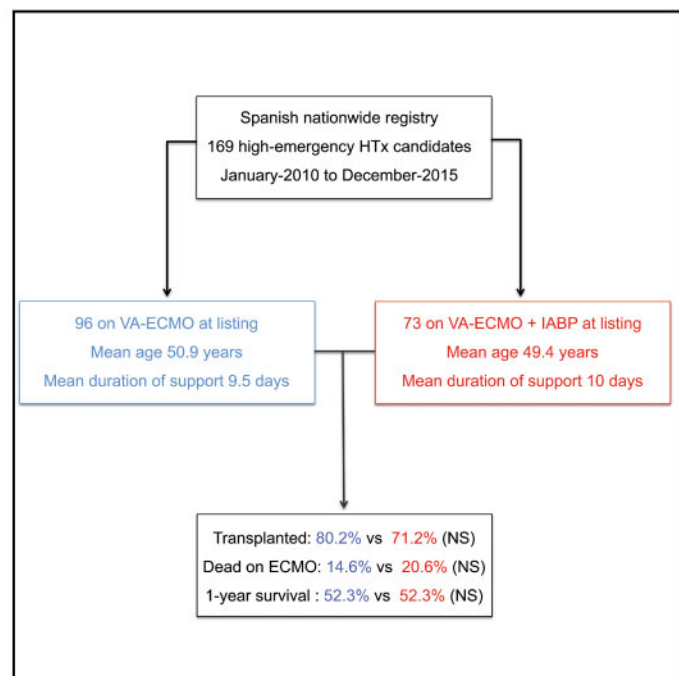 Spanish nationwide registry
169 high-emergency HTx candidates
January-2010 to December-2015
96 on VA-ECMO at listing
Mean age 50.9 years
Mean duration of support 9.5 days
73 on VA-ECMO + IABP at listing
Mean age 49.4 years
Mean duration of support 10 days
Transplanted: 80.2% vs 71.2% (NS)
Dead on ECMO: 14.6% vs 20.6% (NS)
1-year survival : 52.3% vs 52.3% (NS)